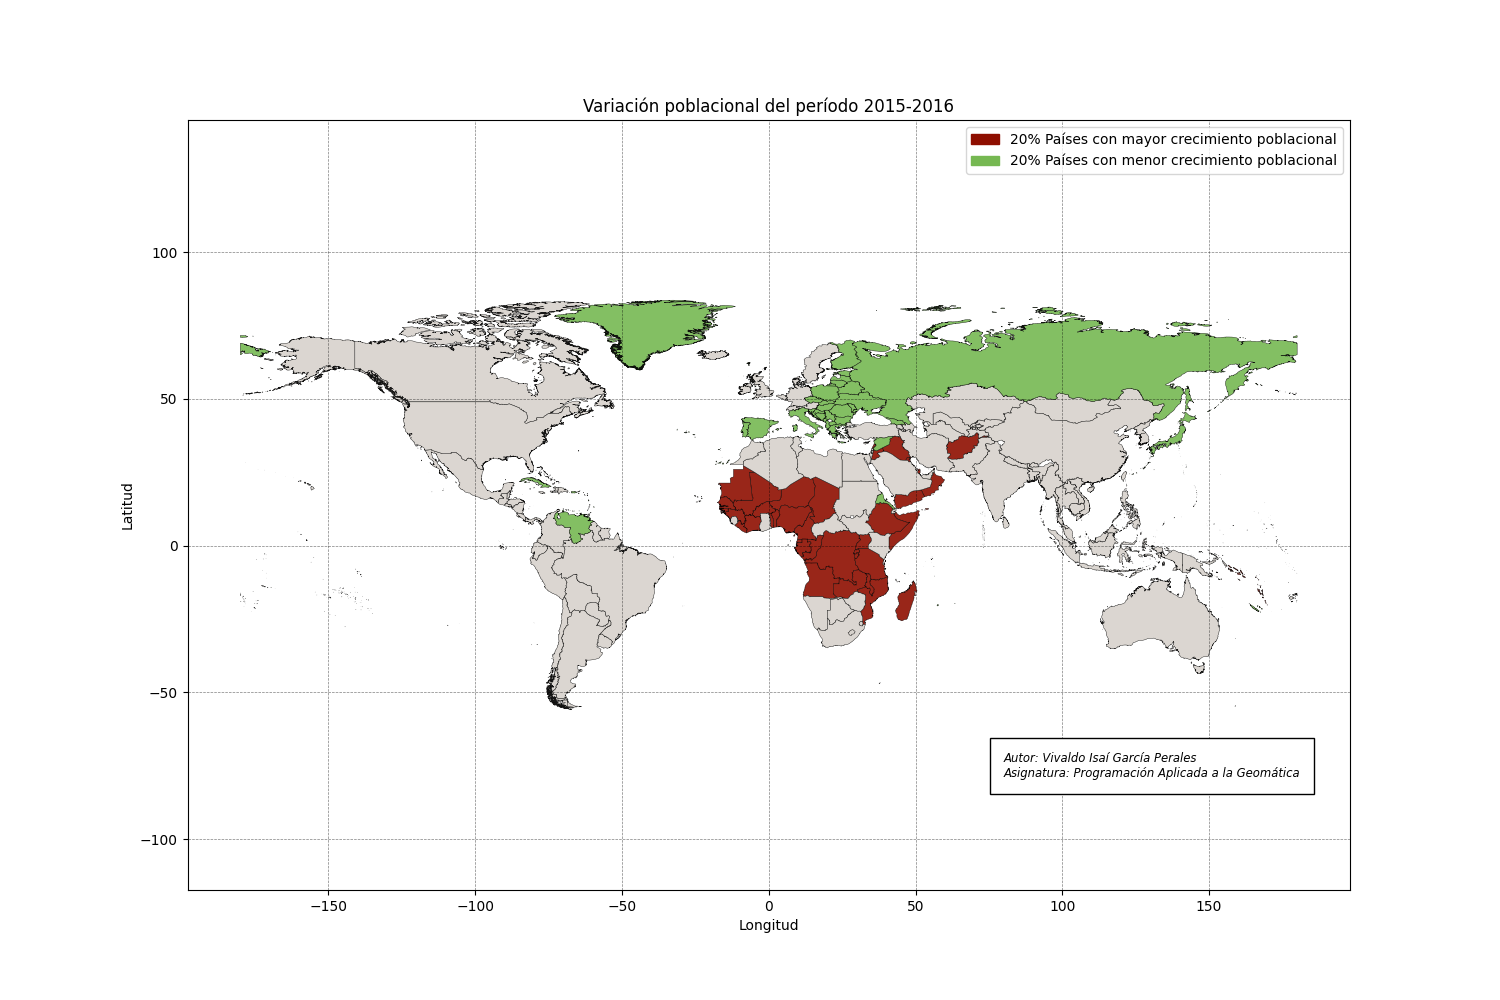 Variación poblacional del período 2015-2016
20% Países con mayor crecimiento poblacional
20% Países con menor crecimiento poblacional
100
50
0
−50
−100
Latitud
−150
−100
−50
0
50
100
150
Longitud
Autor: Vivaldo Isaí García Perales
Asignatura: Programación Aplicada a la Geomática